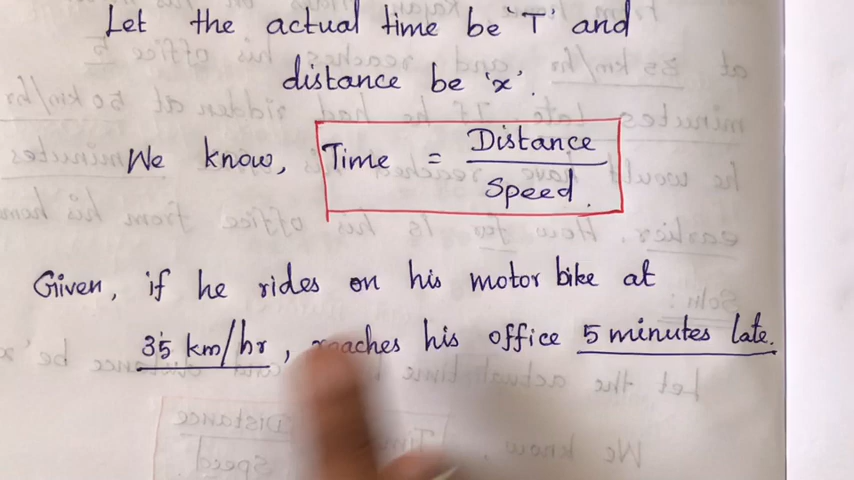 Let the actual time be 'T' and
distance be 'x'.
We know, Time = Distance
Speed.
Given, if he rides on his motor bike at
35 km/hr, reaches his office 5 minutes late.